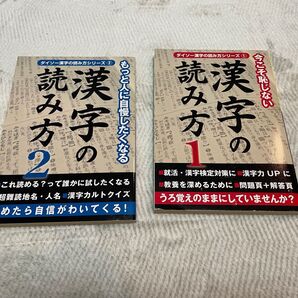 ダイソー漢字の読み方シリーズ②
もっと人に自慢したくなる
漢字の
読み方
2
これ読める？って誰かに試したくなる
超難読地名・人名 ■漢字カルトクイズ
めたら自信がわいてくる！
ダイソー漢字の読み方シリーズ①
今こそ恥じない
漢字の
読み方
1
■就活・漢字検定対策に ■漢字力UPに
■教養を深めるために ■問題頁＋解答頁
うろ覚えのままにしていませんか？